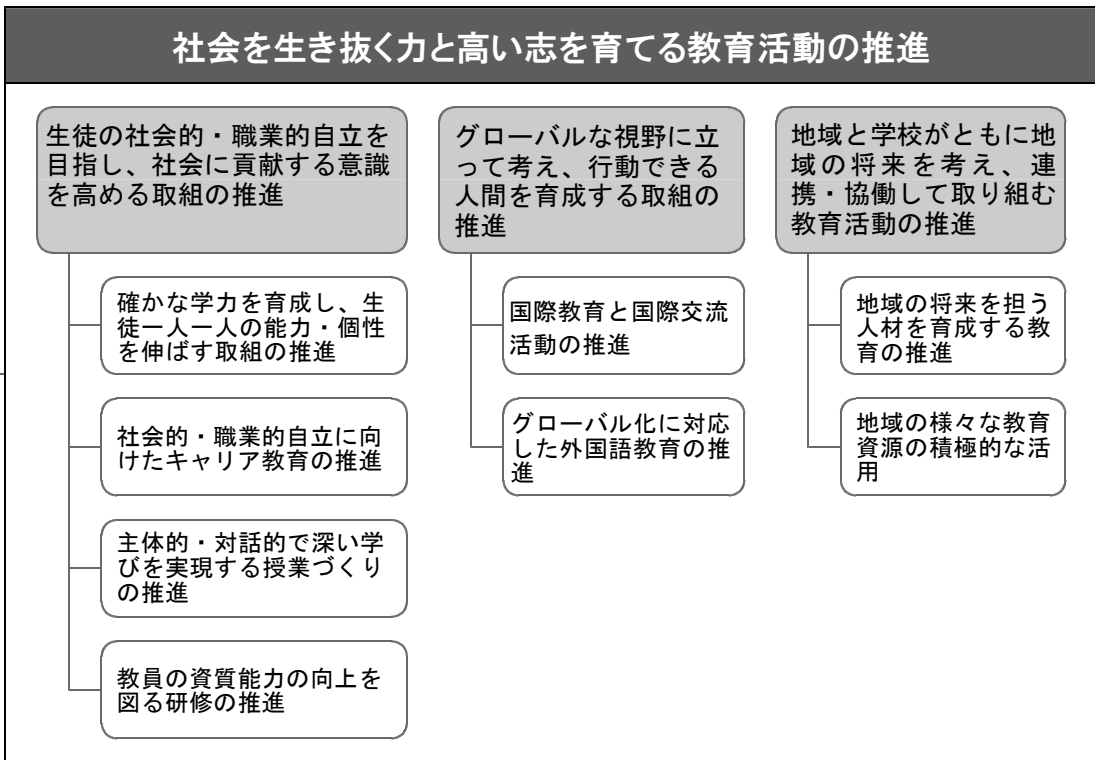 社会を生き抜く力と高い志を育てる教育活動の推進
生徒の社会的・職業的自立を
目指し、社会に貢献する意識
を高める取組の推進
確かな学力を育成し、生
徒一人一人の能力・個性
を伸ばす取組の推進
社会的・職業的自立に向
けたキャリア教育の推進
主体的・対話的で深い学
びを実現する授業づくり
の推進
教員の資質能力の向上を
図る研修の推進
グローバルな視野に立
って考え、行動できる
人間を育成する取組の
推進
国際教育と国際交流
活動の推進
グローバル化に対応
した外国語教育の推
進
地域と学校がともに地
域の将来を考え、連
携・協働して取り組む
教育活動の推進
地域の将来を担う
人材を育成する教
育の推進
地域の様々な教育
資源の積極的な活
用